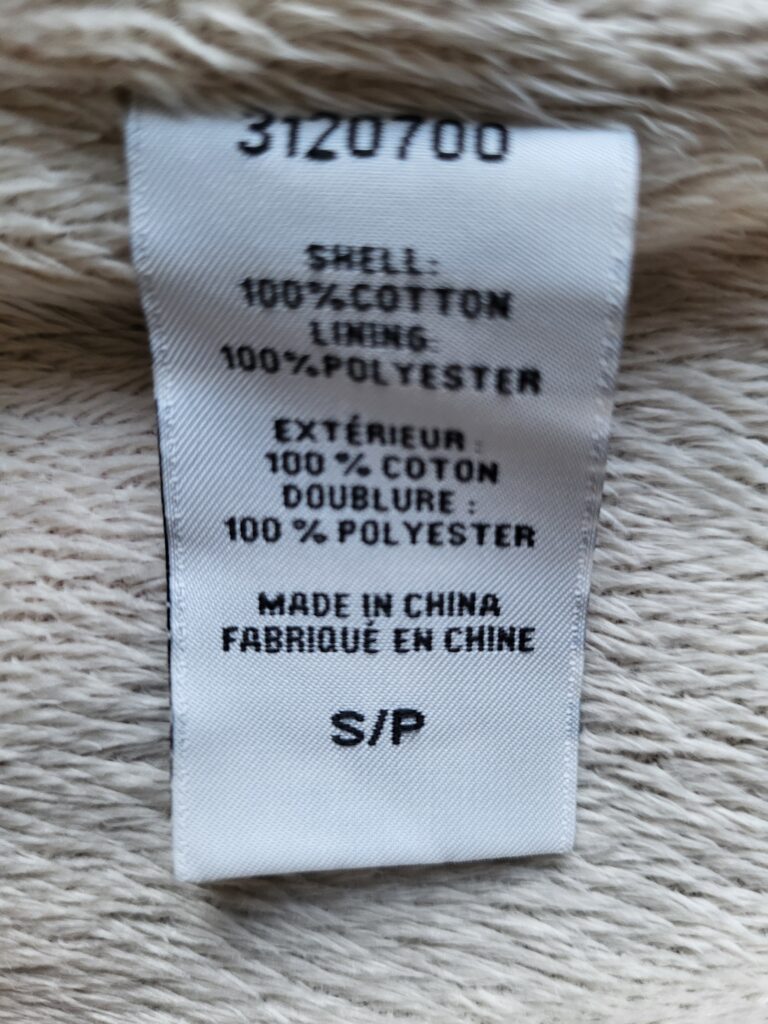 3120700
SHELL:
100%COTTON
LINING:
100%POLYESTER
EXTÉRIEUR :
100 % COTON
DOUBLURE :
100 % POLYESTER
MADE IN CHINA
FABRIQUÉ EN CHINE
S/P